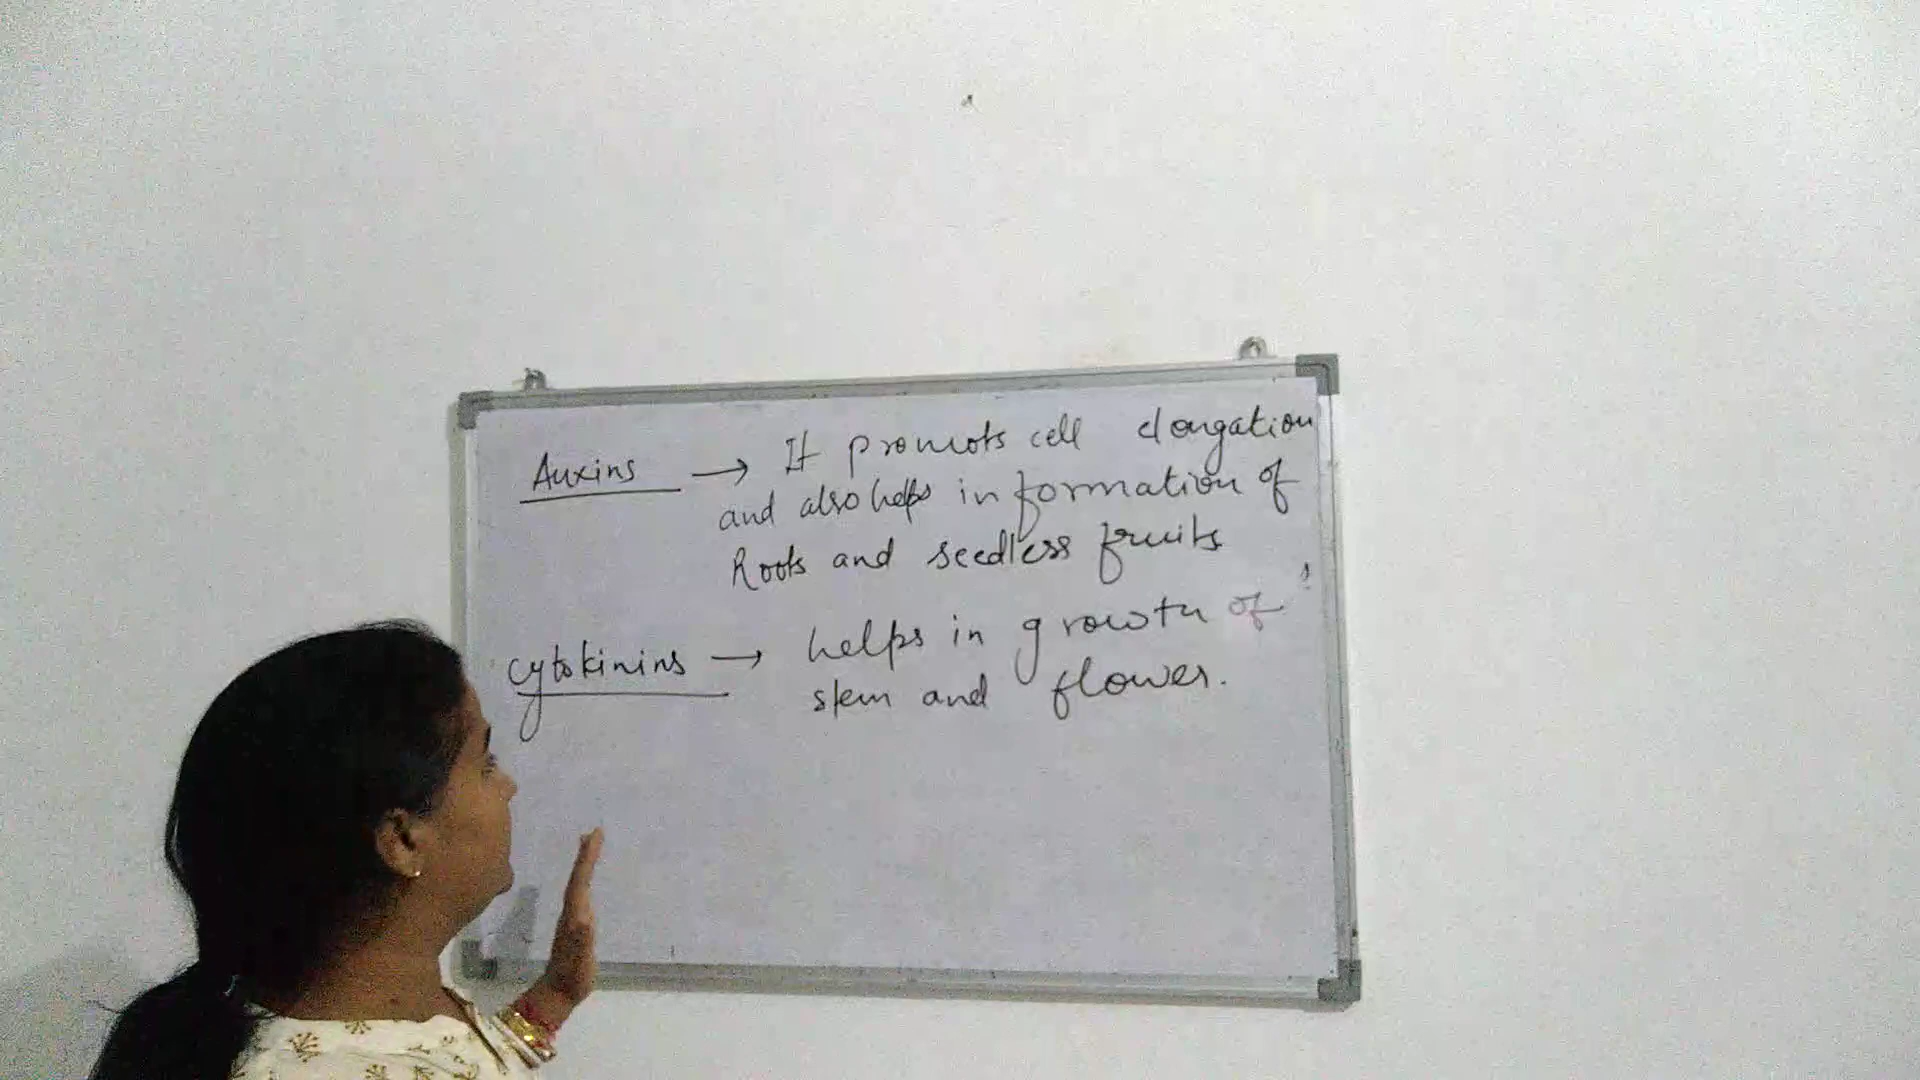 Auxins → It promots cell elongation
and also helps in formation of
Roots and seedless fruits
cytokinins → helps in growth of
stem and flower.